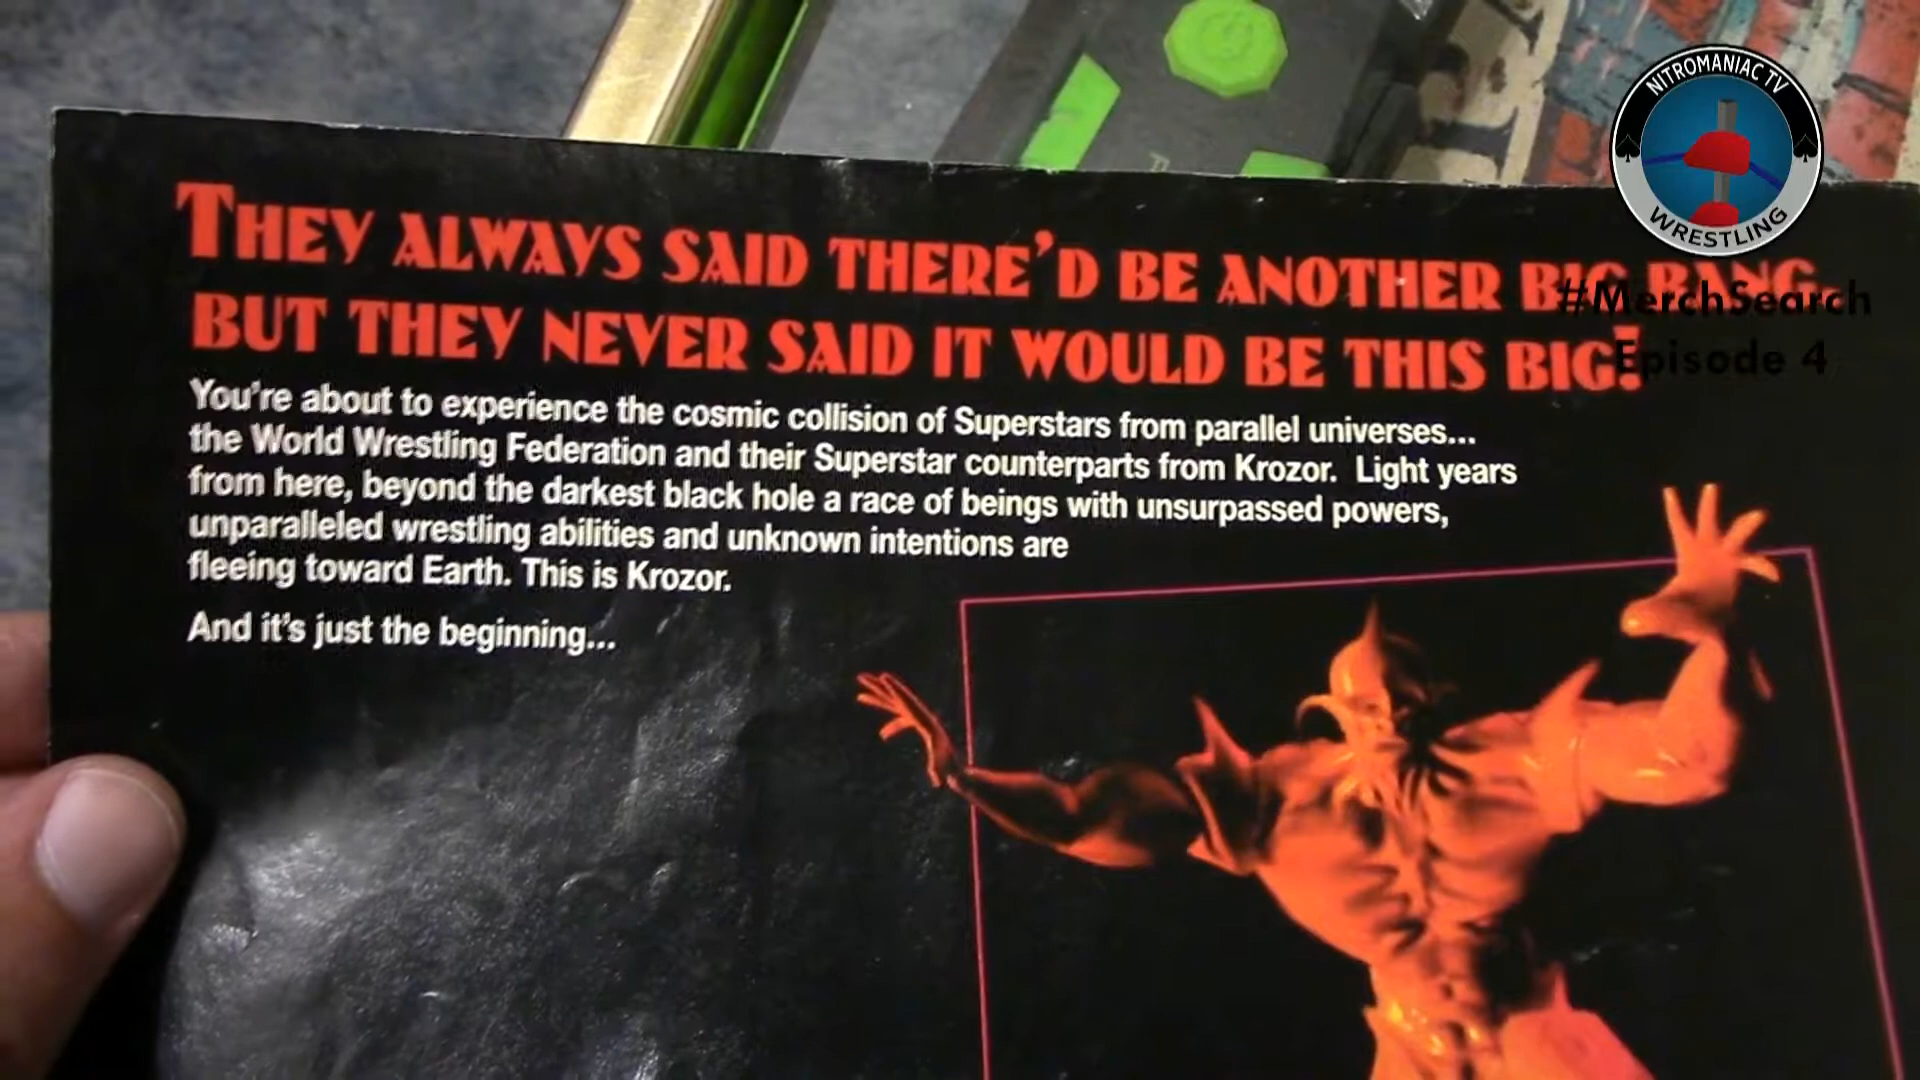 NITROMANIAC TV
WRESTLING
#MerchSearch
Episode 4
THEY ALWAYS SAID THERE'D BE ANOTHER BIG BANG.
BUT THEY NEVER SAID IT WOULD BE THIS BIG!
You're about to experience the cosmic collision of Superstars from parallel universes...
the World Wrestling Federation and their Superstar counterparts from Krozor. Light years
from here, beyond the darkest black hole a race of beings with unsurpassed powers,
unparalleled wrestling abilities and unknown intentions are
fleeing toward Earth. This is Krozor.
And it's just the beginning...